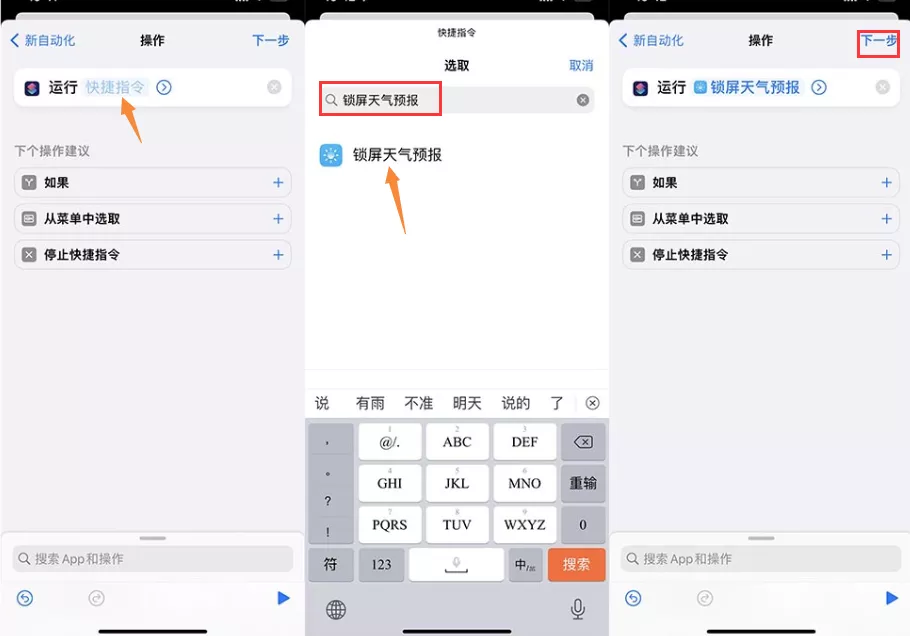 新自动化 操作 下一步
运行 快捷指令
下个操作建议
如果
从菜单中选取
停止快捷指令
搜索 App和操作
快捷指令
选取 取消
锁屏天气预报
锁屏天气预报
说 有雨 不准 明天 说的 了
, 1 @/. 2 ABC 3 DEF
。 4 GHI 5 JKL 6 MNO 重输
?
! 7 PQRS 8 TUV 9 WXYZ 0
符 123 中/英 搜索
新自动化 操作 下一步
运行 锁屏天气预报
下个操作建议
如果
从菜单中选取
停止快捷指令
搜索 App和操作